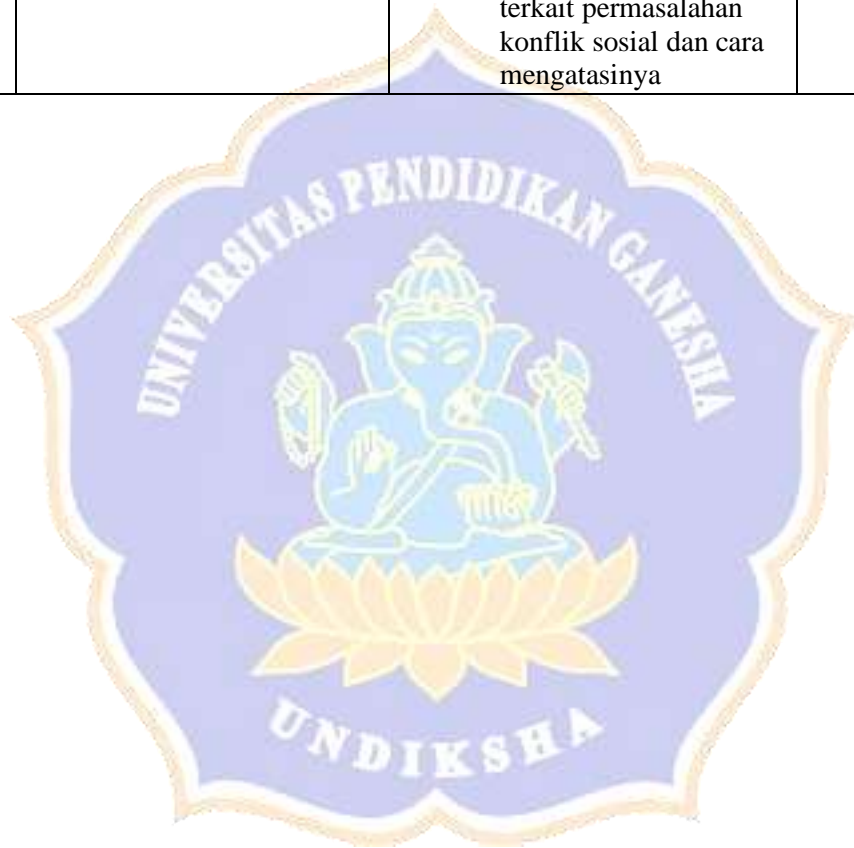 terkait permasalahan
konflik sosial dan cara
mengatasinya
UNIVERSITAS PENDIDIKAN GANESHA
UNDIKSHA